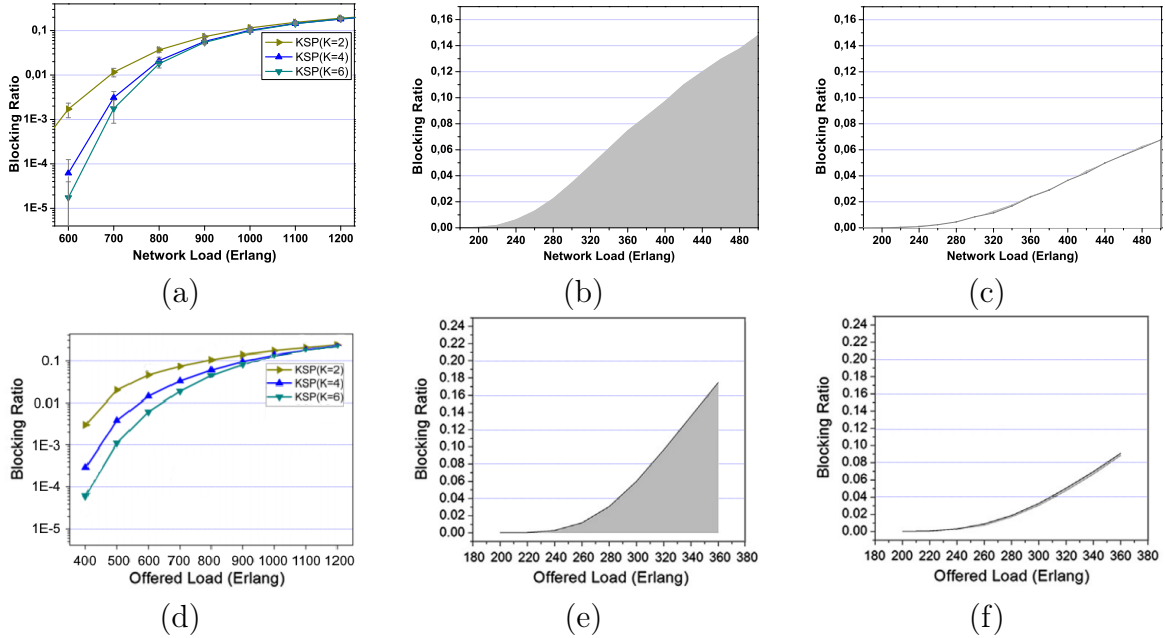 0,1
0,01
1E-3
1E-4
1E-5
Blocking Ratio
KSP(K=2)
KSP(K=4)
KSP(K=6)
600 700 800 900 1000 1100 1200
Network Load (Erlang)
(a)
0,16
0,14
0,12
0,10
0,08
0,06
0,04
0,02
0,00
Blocking Ratio
200 240 280 320 360 400 440 480
Network Load (Erlang)
(b)
0,16
0,14
0,12
0,10
0,08
0,06
0,04
0,02
0,00
Blocking Ratio
200 240 280 320 360 400 440 480
Network Load (Erlang)
(c)
0.1
0.01
1E-3
1E-4
1E-5
Blocking Ratio
KSP(K=2)
KSP(K=4)
KSP(K=6)
400 500 600 700 800 900 1000 1100 1200
Offered Load (Erlang)
(d)
0.24
0.22
0.20
0.18
0.16
0.14
0.12
0.10
0.08
0.06
0.04
0.02
0.00
Blocking Ratio
180 200 220 240 260 280 300 320 340 360 380
Offered Load (Erlang)
(e)
0.24
0.22
0.20
0.18
0.16
0.14
0.12
0.10
0.08
0.06
0.04
0.02
0.00
Blocking Ratio
180 200 220 240 260 280 300 320 340 360 380
Offered Load (Erlang)
(f)